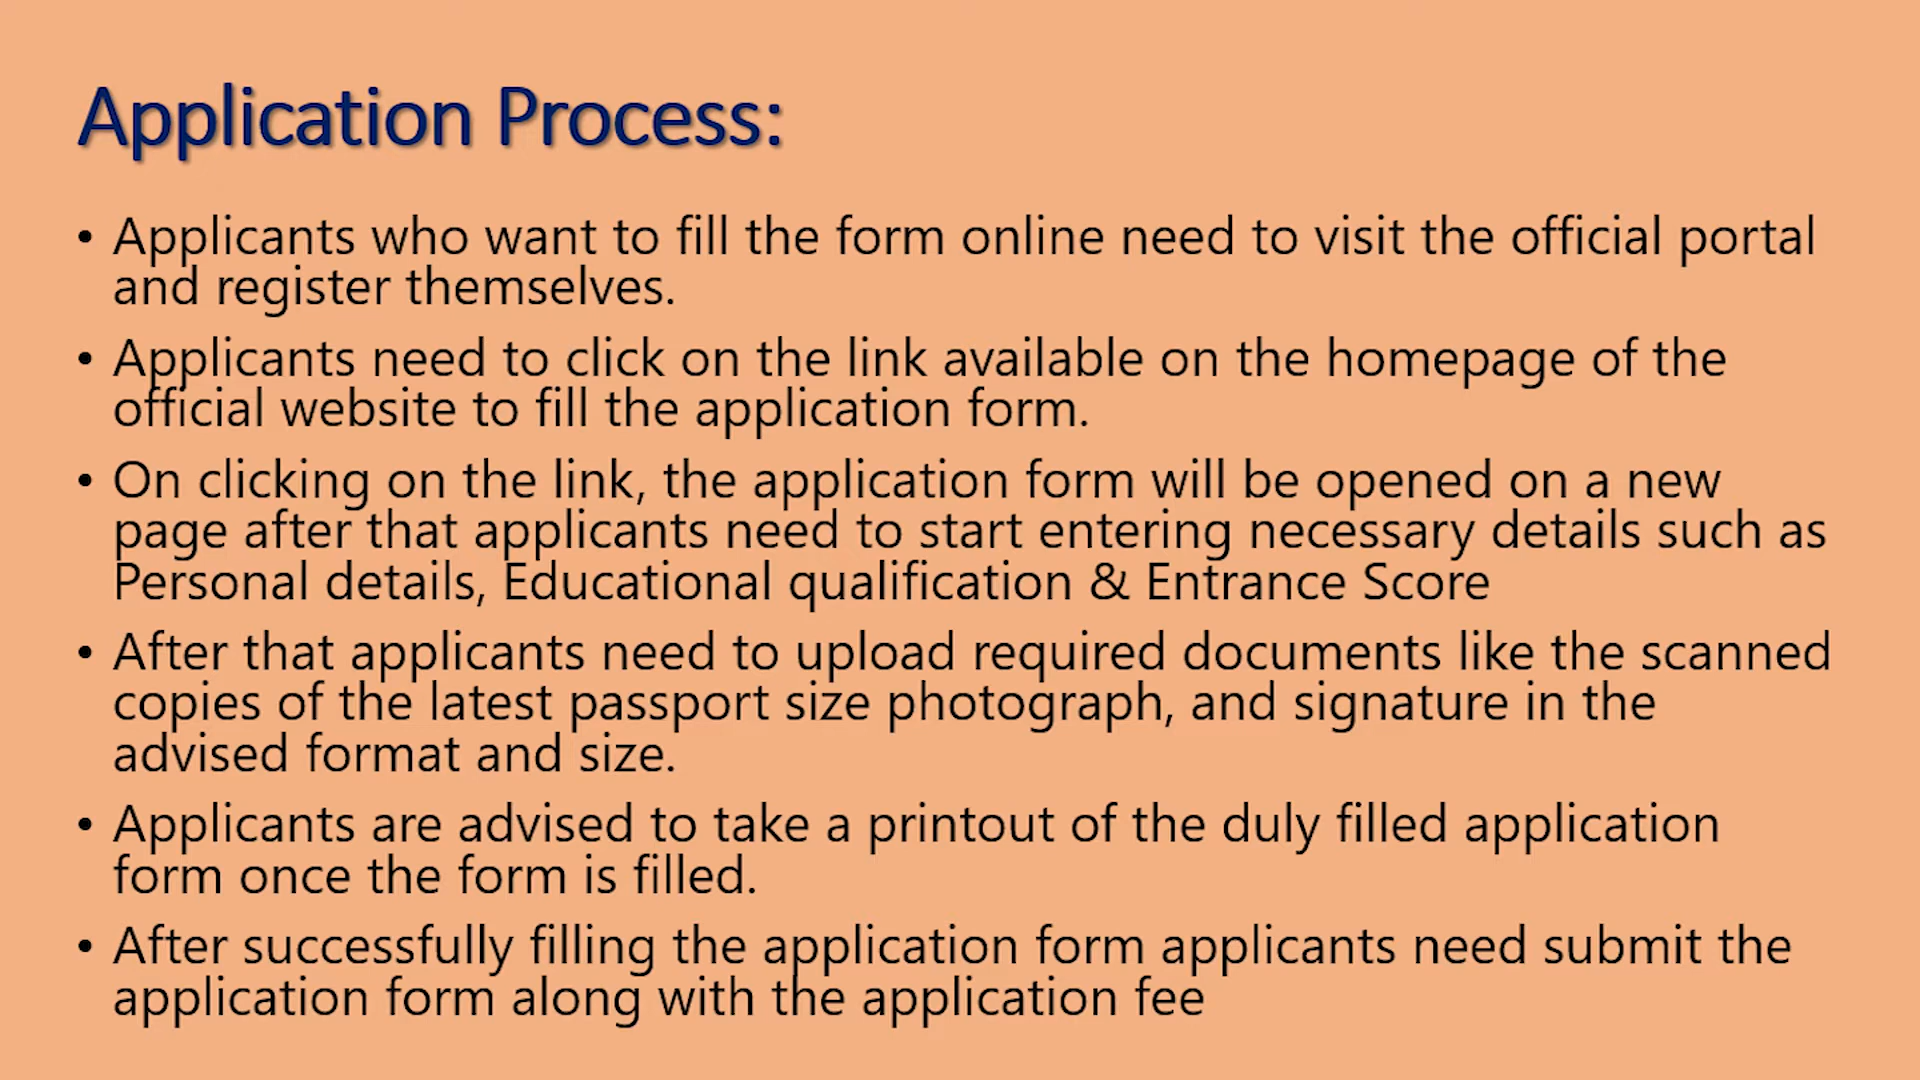 Application Process:
• Applicants who want to fill the form online need to visit the official portal
and register themselves.
• Applicants need to click on the link available on the homepage of the
official website to fill the application form.
• On clicking on the link, the application form will be opened on a new
page after that applicants need to start entering necessary details such as
Personal details, Educational qualification & Entrance Score
• After that applicants need to upload required documents like the scanned
copies of the latest passport size photograph, and signature in the
advised format and size.
• Applicants are advised to take a printout of the duly filled application
form once the form is filled.
• After successfully filling the application form applicants need submit the
application form along with the application fee